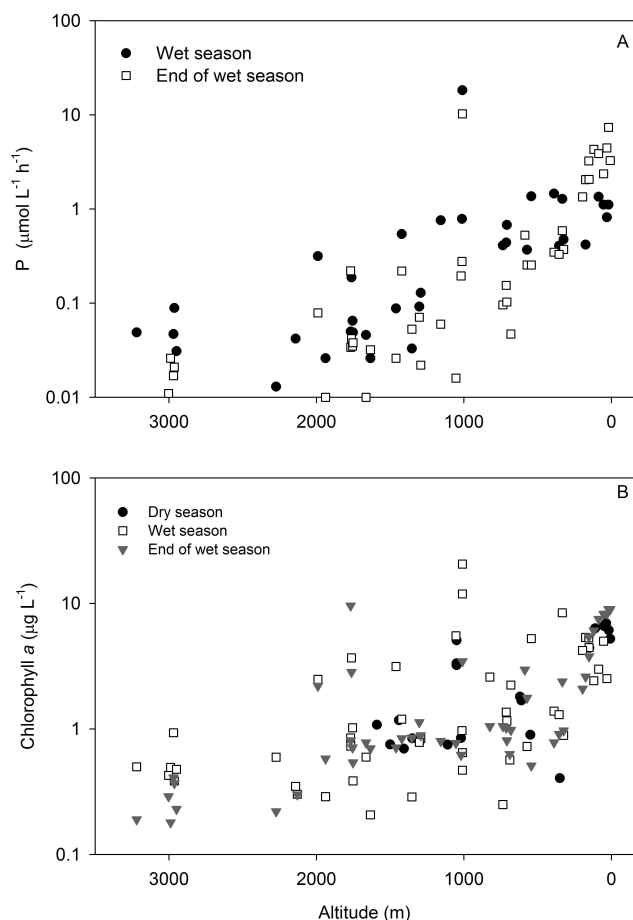 100
A
Wet season
End of wet season
10
P (µmol L-1 h-1)
1
0.1
0.01
3000 2000 1000 0
100
B
Dry season
Wet season
End of wet season
10
Chlorophyll a (µg L-1)
1
0.1
3000 2000 1000 0
Altitude (m)